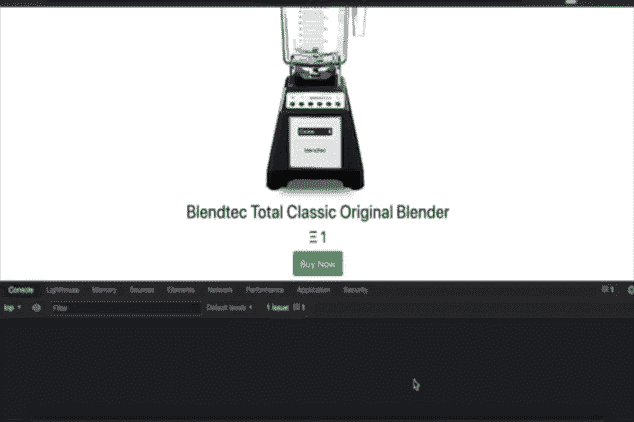 blendtec
Blendtec Total Classic Original Blender
Ξ 1
Buy Now
Console Lighthouse Memory Sources Elements Network Performance Application Security 1
top Filter Default levels 1 Issue: 1